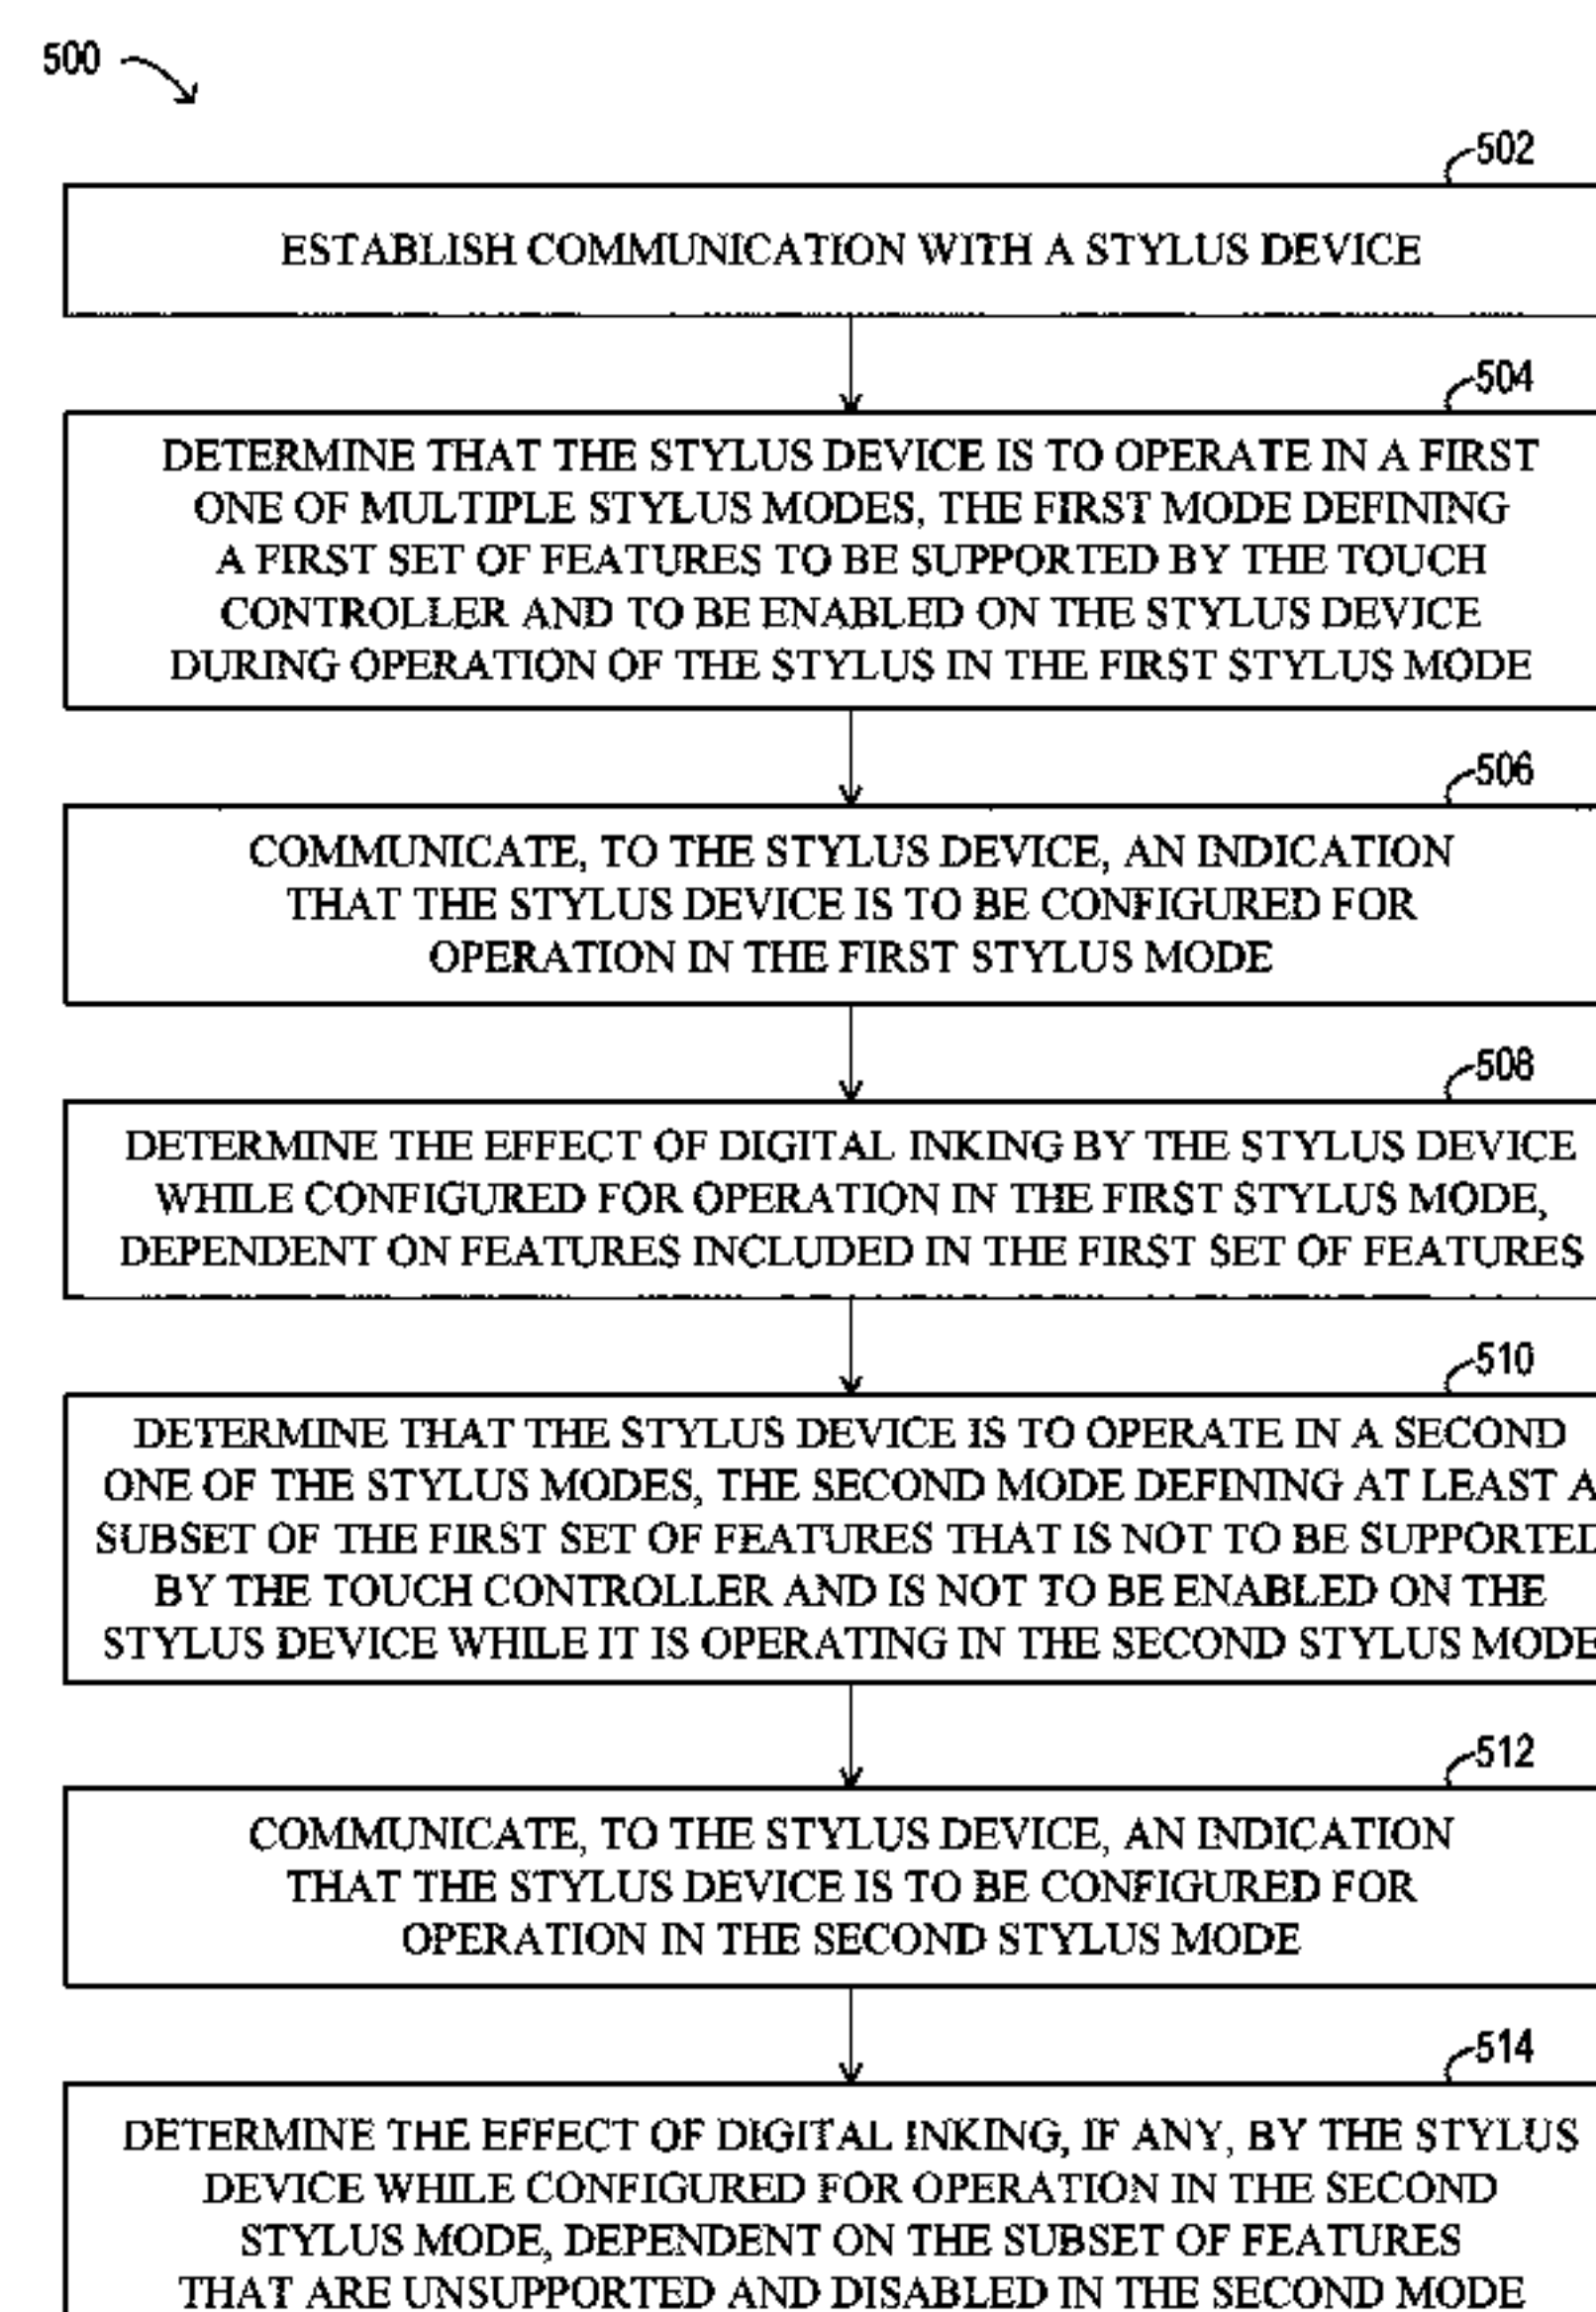 500
502
ESTABLISH COMMUNICATION WITH A STYLUS DEVICE
504
DETERMINE THAT THE STYLUS DEVICE IS TO OPERATE IN A FIRST
ONE OF MULTIPLE STYLUS MODES, THE FIRST MODE DEFINING
A FIRST SET OF FEATURES TO BE SUPPORTED BY THE TOUCH
CONTROLLER AND TO BE ENABLED ON THE STYLUS DEVICE
DURING OPERATION OF THE STYLUS IN THE FIRST STYLUS MODE
506
COMMUNICATE, TO THE STYLUS DEVICE, AN INDICATION
THAT THE STYLUS DEVICE IS TO BE CONFIGURED FOR
OPERATION IN THE FIRST STYLUS MODE
508
DETERMINE THE EFFECT OF DIGITAL INKING BY THE STYLUS DEVICE
WHILE CONFIGURED FOR OPERATION IN THE FIRST STYLUS MODE,
DEPENDENT ON FEATURES INCLUDED IN THE FIRST SET OF FEATURES
510
DETERMINE THAT THE STYLUS DEVICE IS TO OPERATE IN A SECOND
ONE OF THE STYLUS MODES, THE SECOND MODE DEFINING AT LEAST A
SUBSET OF THE FIRST SET OF FEATURES THAT IS NOT TO BE SUPPORTED
BY THE TOUCH CONTROLLER AND IS NOT TO BE ENABLED ON THE
STYLUS DEVICE WHILE IT IS OPERATING IN THE SECOND STYLUS MODE
512
COMMUNICATE, TO THE STYLUS DEVICE, AN INDICATION
THAT THE STYLUS DEVICE IS TO BE CONFIGURED FOR
OPERATION IN THE SECOND STYLUS MODE
514
DETERMINE THE EFFECT OF DIGITAL INKING, IF ANY, BY THE STYLUS
DEVICE WHILE CONFIGURED FOR OPERATION IN THE SECOND
STYLUS MODE, DEPENDENT ON THE SUBSET OF FEATURES
THAT ARE UNSUPPORTED AND DISABLED IN THE SECOND MODE